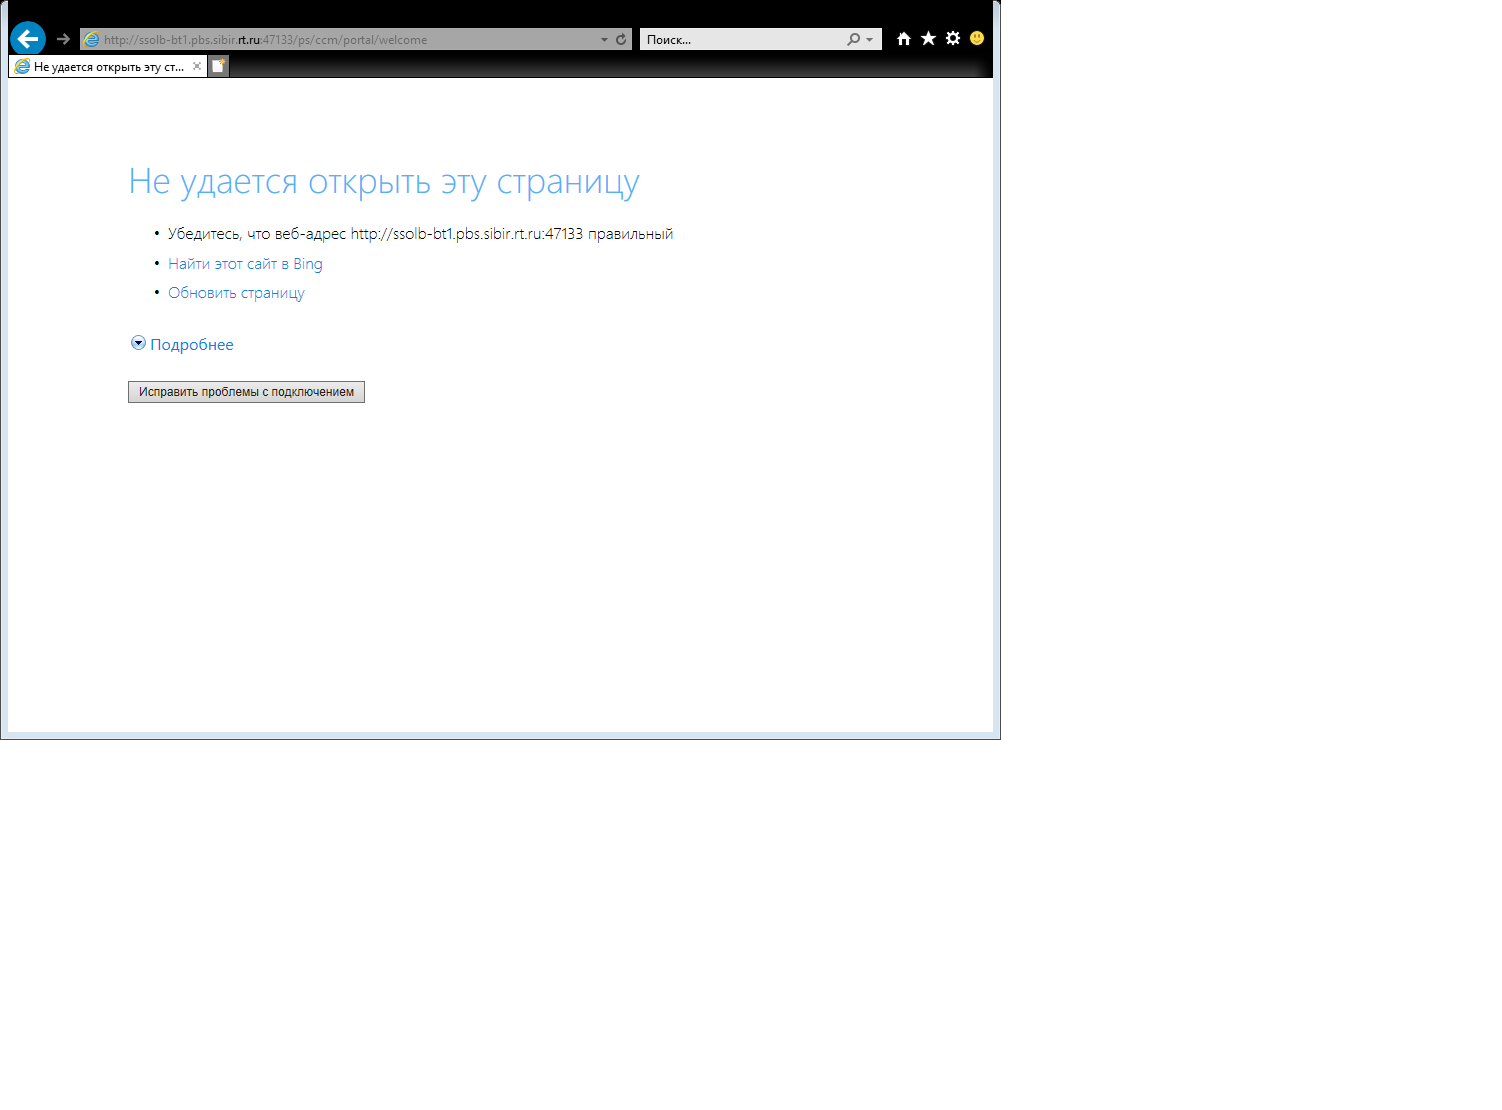 http://ssolb-bt1.pbs.sibir.rt.ru:47133/ps/ccm/portal/welcome
Поиск...
Не удается открыть эту ст...
Не удается открыть эту страницу
• Убедитесь, что веб-адрес http://ssolb-bt1.pbs.sibir.rt.ru:47133 правильный
• Найти этот сайт в Bing
• Обновить страницу
Подробнее
Исправить проблемы с подключением